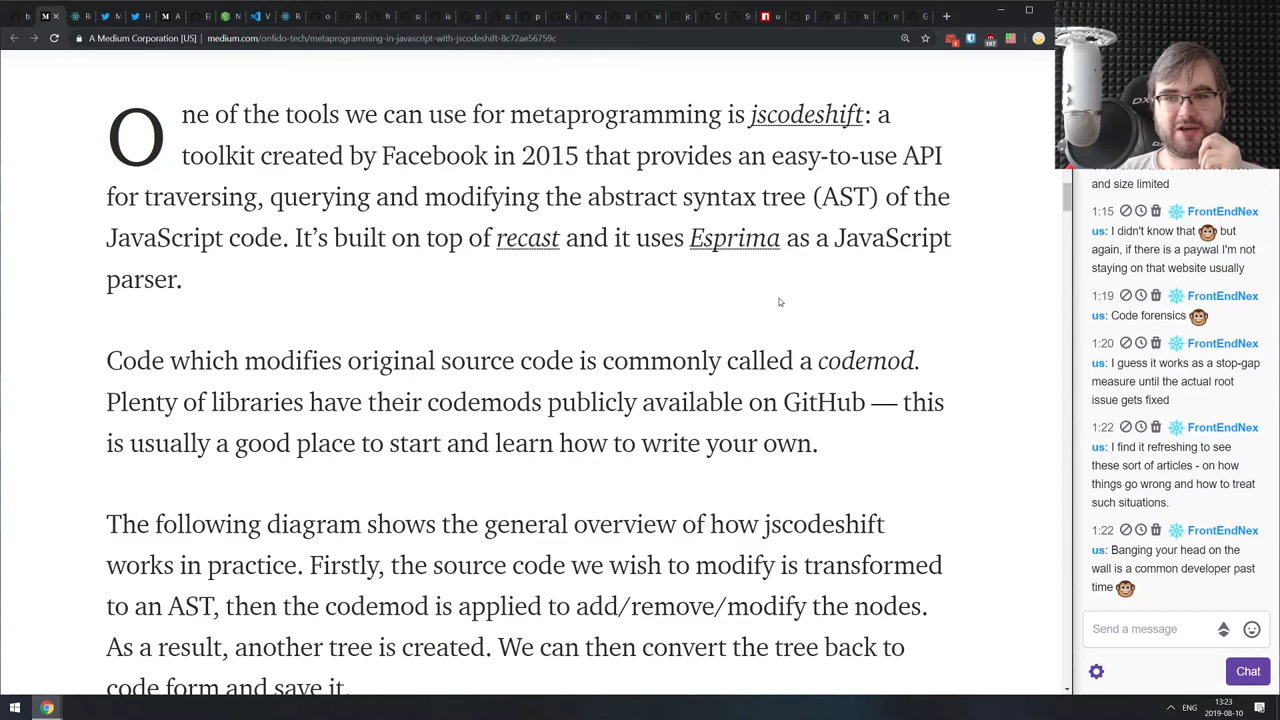 A Medium Corporation [US] | medium.com/onfido-tech/metaprogramming-in-javascript-with-jscodeshift-8c72ae56759c
107
One of the tools we can use for metaprogramming is jscodeshift: a
toolkit created by Facebook in 2015 that provides an easy-to-use API
for traversing, querying and modifying the abstract syntax tree (AST) of the
JavaScript code. It’s built on top of recast and it uses Esprima as a JavaScript
parser.
Code which modifies original source code is commonly called a codemod.
Plenty of libraries have their codemods publicly available on GitHub — this
is usually a good place to start and learn how to write your own.
The following diagram shows the general overview of how jscodeshift
works in practice. Firstly, the source code we wish to modify is transformed
to an AST, then the codemod is applied to add/remove/modify the nodes.
As a result, another tree is created. We can then convert the tree back to
code form and save it.
and size limited
1:15 FrontEndNex
us: I didn't know that but
again, if there is a paywal I'm not
staying on that website usually
1:19 FrontEndNex
us: Code forensics
1:20 FrontEndNex
us: I guess it works as a stop-gap
measure until the actual root
issue gets fixed
1:22 FrontEndNex
us: I find it refreshing to see
these sort of articles - on how
things go wrong and how to treat
such situations.
1:22 FrontEndNex
us: Banging your head on the
wall is a common developer past
time
Send a message
Chat
ENG
13:23
2019-08-10